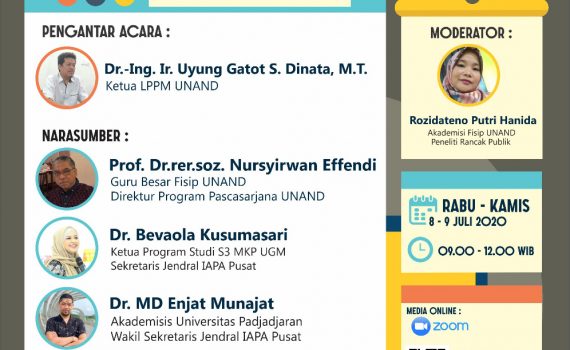 PENGANTAR ACARA :
Dr.-Ing. Ir. Uyung Gatot S. Dinata, M.T.
Ketua LPPM UNAND
NARASUMBER :
Prof. Dr.rer.soz. Nursyirwan Effendi
Guru Besar Fisip UNAND
Direktur Program Pascasarjana UNAND
Dr. Bevaola Kusumasari
Ketua Program Studi S3 MKP UGM
Sekretaris Jendral IAPA Pusat
Dr. MD Enjat Munajat
Akademisis Universitas Padjadjaran
Wakil Sekretaris Jendral IAPA Pusat
MODERATOR :
Rozidateno Putri Hanida
Akademisi Fisip UNAND
Peneliti Rancak Publik
RABU - KAMIS
8 - 9 JULI 2020
09.00 - 12.00 WIB
MEDIA ONLINE :
zoom